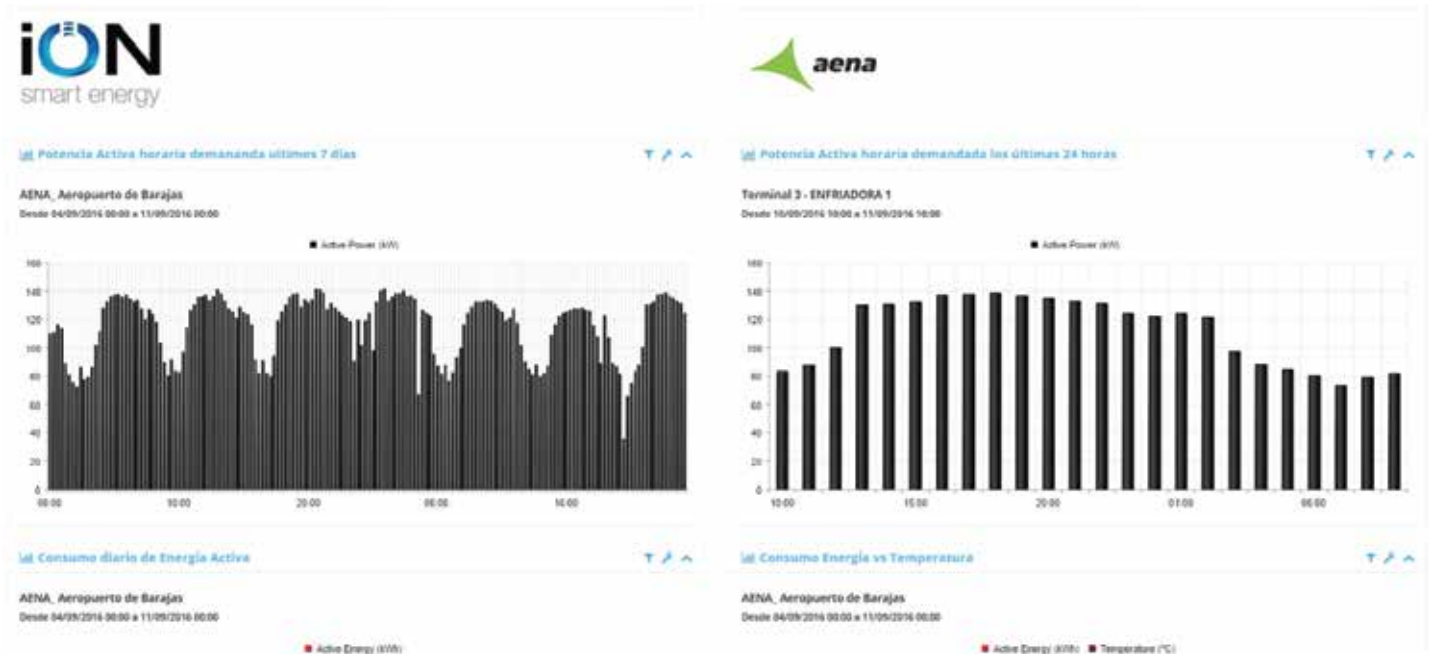 iON
smart energy
aena
Potencia Activa horaria demananda ultimos 7 dias
AENA_ Aeropuerto de Barajas
Desde 04/09/2016 00:00 a 11/09/2016 00:00
Active Power (kW)
160
140
120
100
80
60
40
20
0
00:00 10:00 20:00 06:00 16:00
Potencia Activa horaria demandada los últimas 24 horas
Terminal 3 - ENFRIADORA 1
Desde 10/09/2016 10:00 a 11/09/2016 10:00
Active Power (kW)
160
140
120
100
80
60
40
20
0
10:00 15:00 20:00 01:00 06:00
Consumo diario de Energía Activa
AENA_ Aeropuerto de Barajas
Desde 04/09/2016 00:00 a 11/09/2016 00:00
Active Energy (kWh)
Consumo Energía vs Temperatura
AENA_ Aeropuerto de Barajas
Desde 04/09/2016 00:00 a 11/09/2016 00:00
Active Energy (kWh) Temperature (°C)